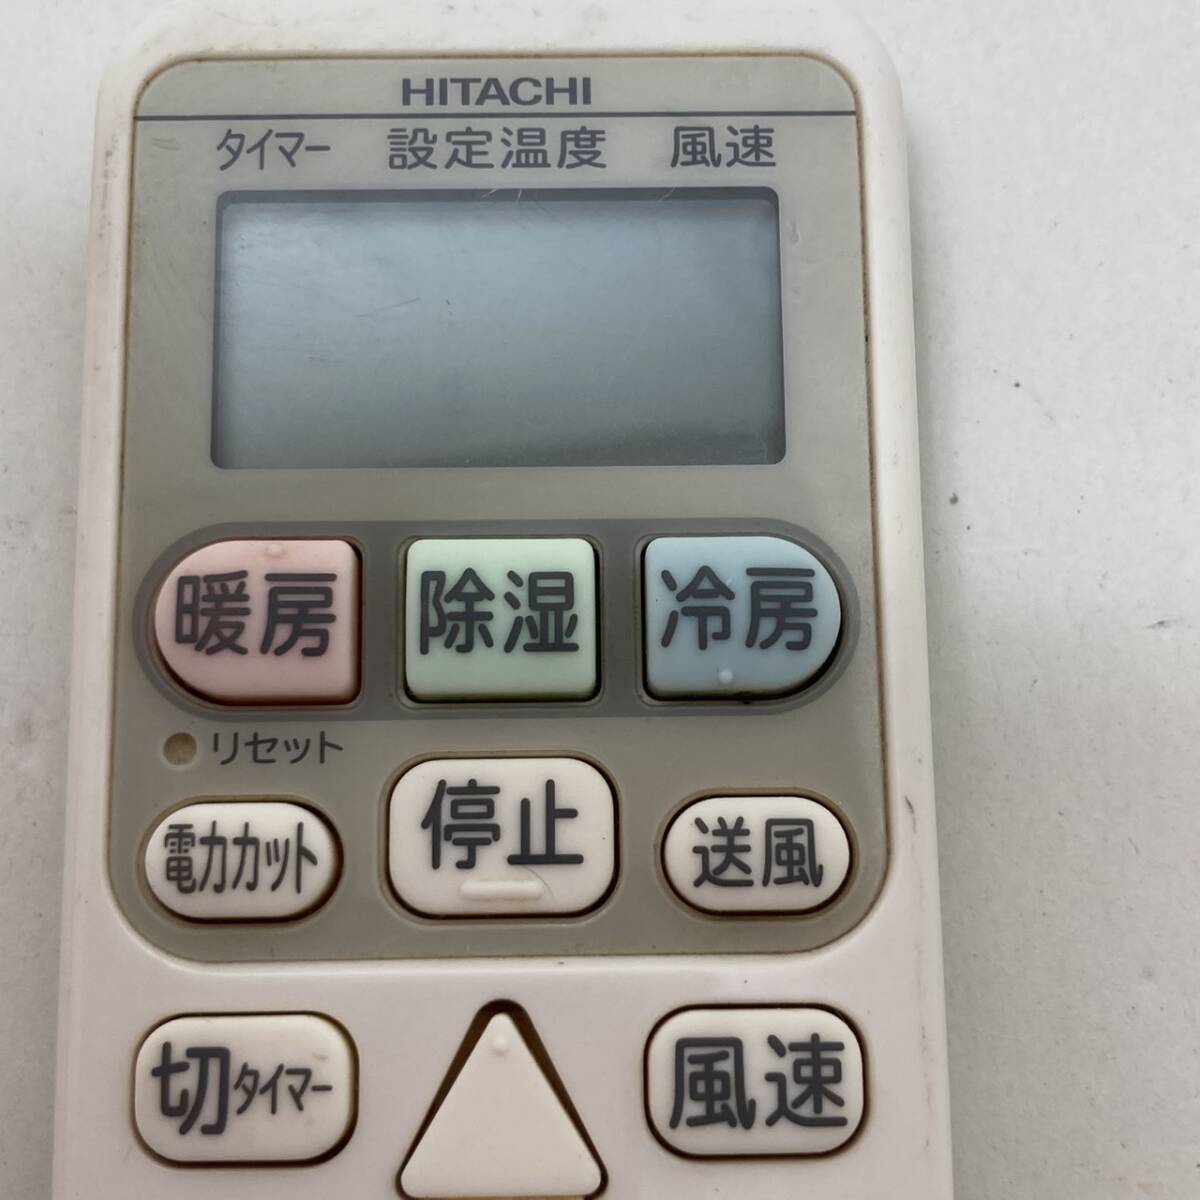 HITACHI
タイマー 設定温度 風速
暖房 除湿 冷房
リセット
電力カット 停止 送風
切タイマー 風速